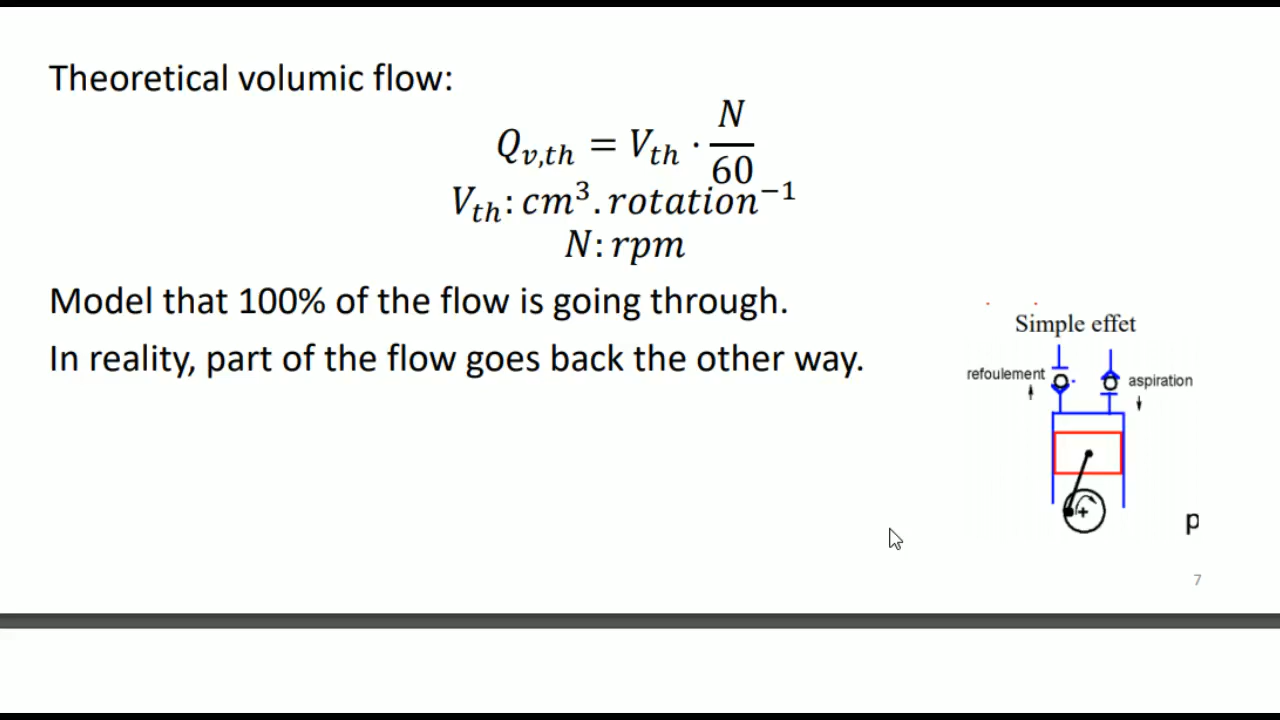 Theoretical volumic flow:
Q_{v,th} = V_{th} · \frac{N}{60}
V_{th}: cm^3.rotation^{-1}
N: rpm
Model that 100% of the flow is going through.
In reality, part of the flow goes back the other way.
Simple effet
refoulement
aspiration
p
7